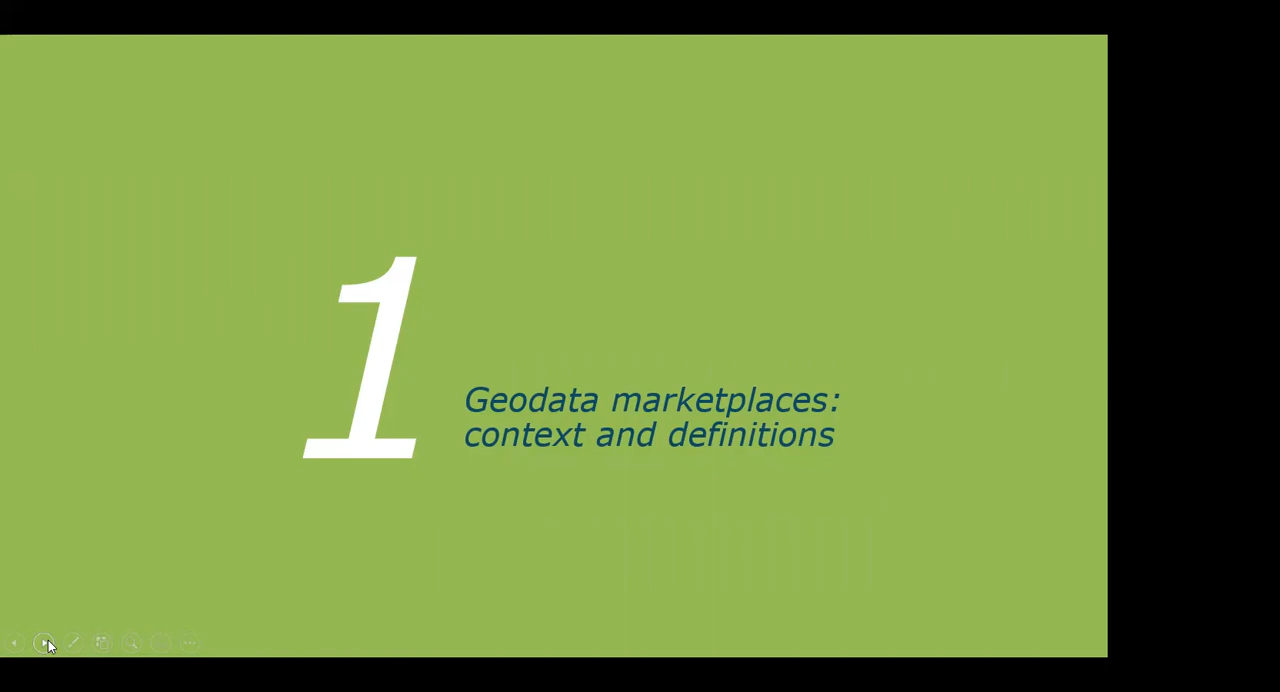 1
Geodata marketplaces:
context and definitions